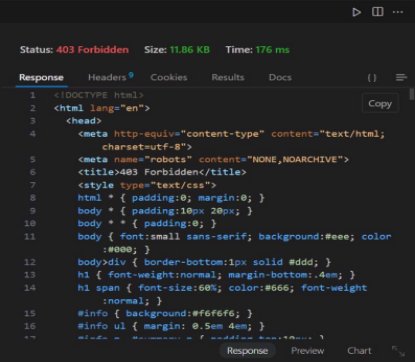 Status: 403 Forbidden Size: 11.86 KB Time: 176 ms
Response Headers 9 Cookies Results Docs { }
Copy
1 <!DOCTYPE html>
2 <html lang="en">
3 <head>
4 <meta http-equiv="content-type" content="text/html;
charset=utf-8">
5 <meta name="robots" content="NONE,NOARCHIVE">
6 <title>403 Forbidden</title>
7 <style type="text/css">
8 html * { padding:0; margin:0; }
9 body * { padding:10px 20px; }
10 body * * { padding:0; }
11 body { font:small sans-serif; background:#eee; color
:#000; }
12 body>div { border-bottom:1px solid #ddd; }
13 h1 { font-weight:normal; margin-bottom:.4em; }
14 h1 span { font-size:60%; color:#666; font-weight
:normal; }
15 #info { background:#f6f6f6; }
16 #info ul { margin: 0.5em 4em; }
Response Preview Chart